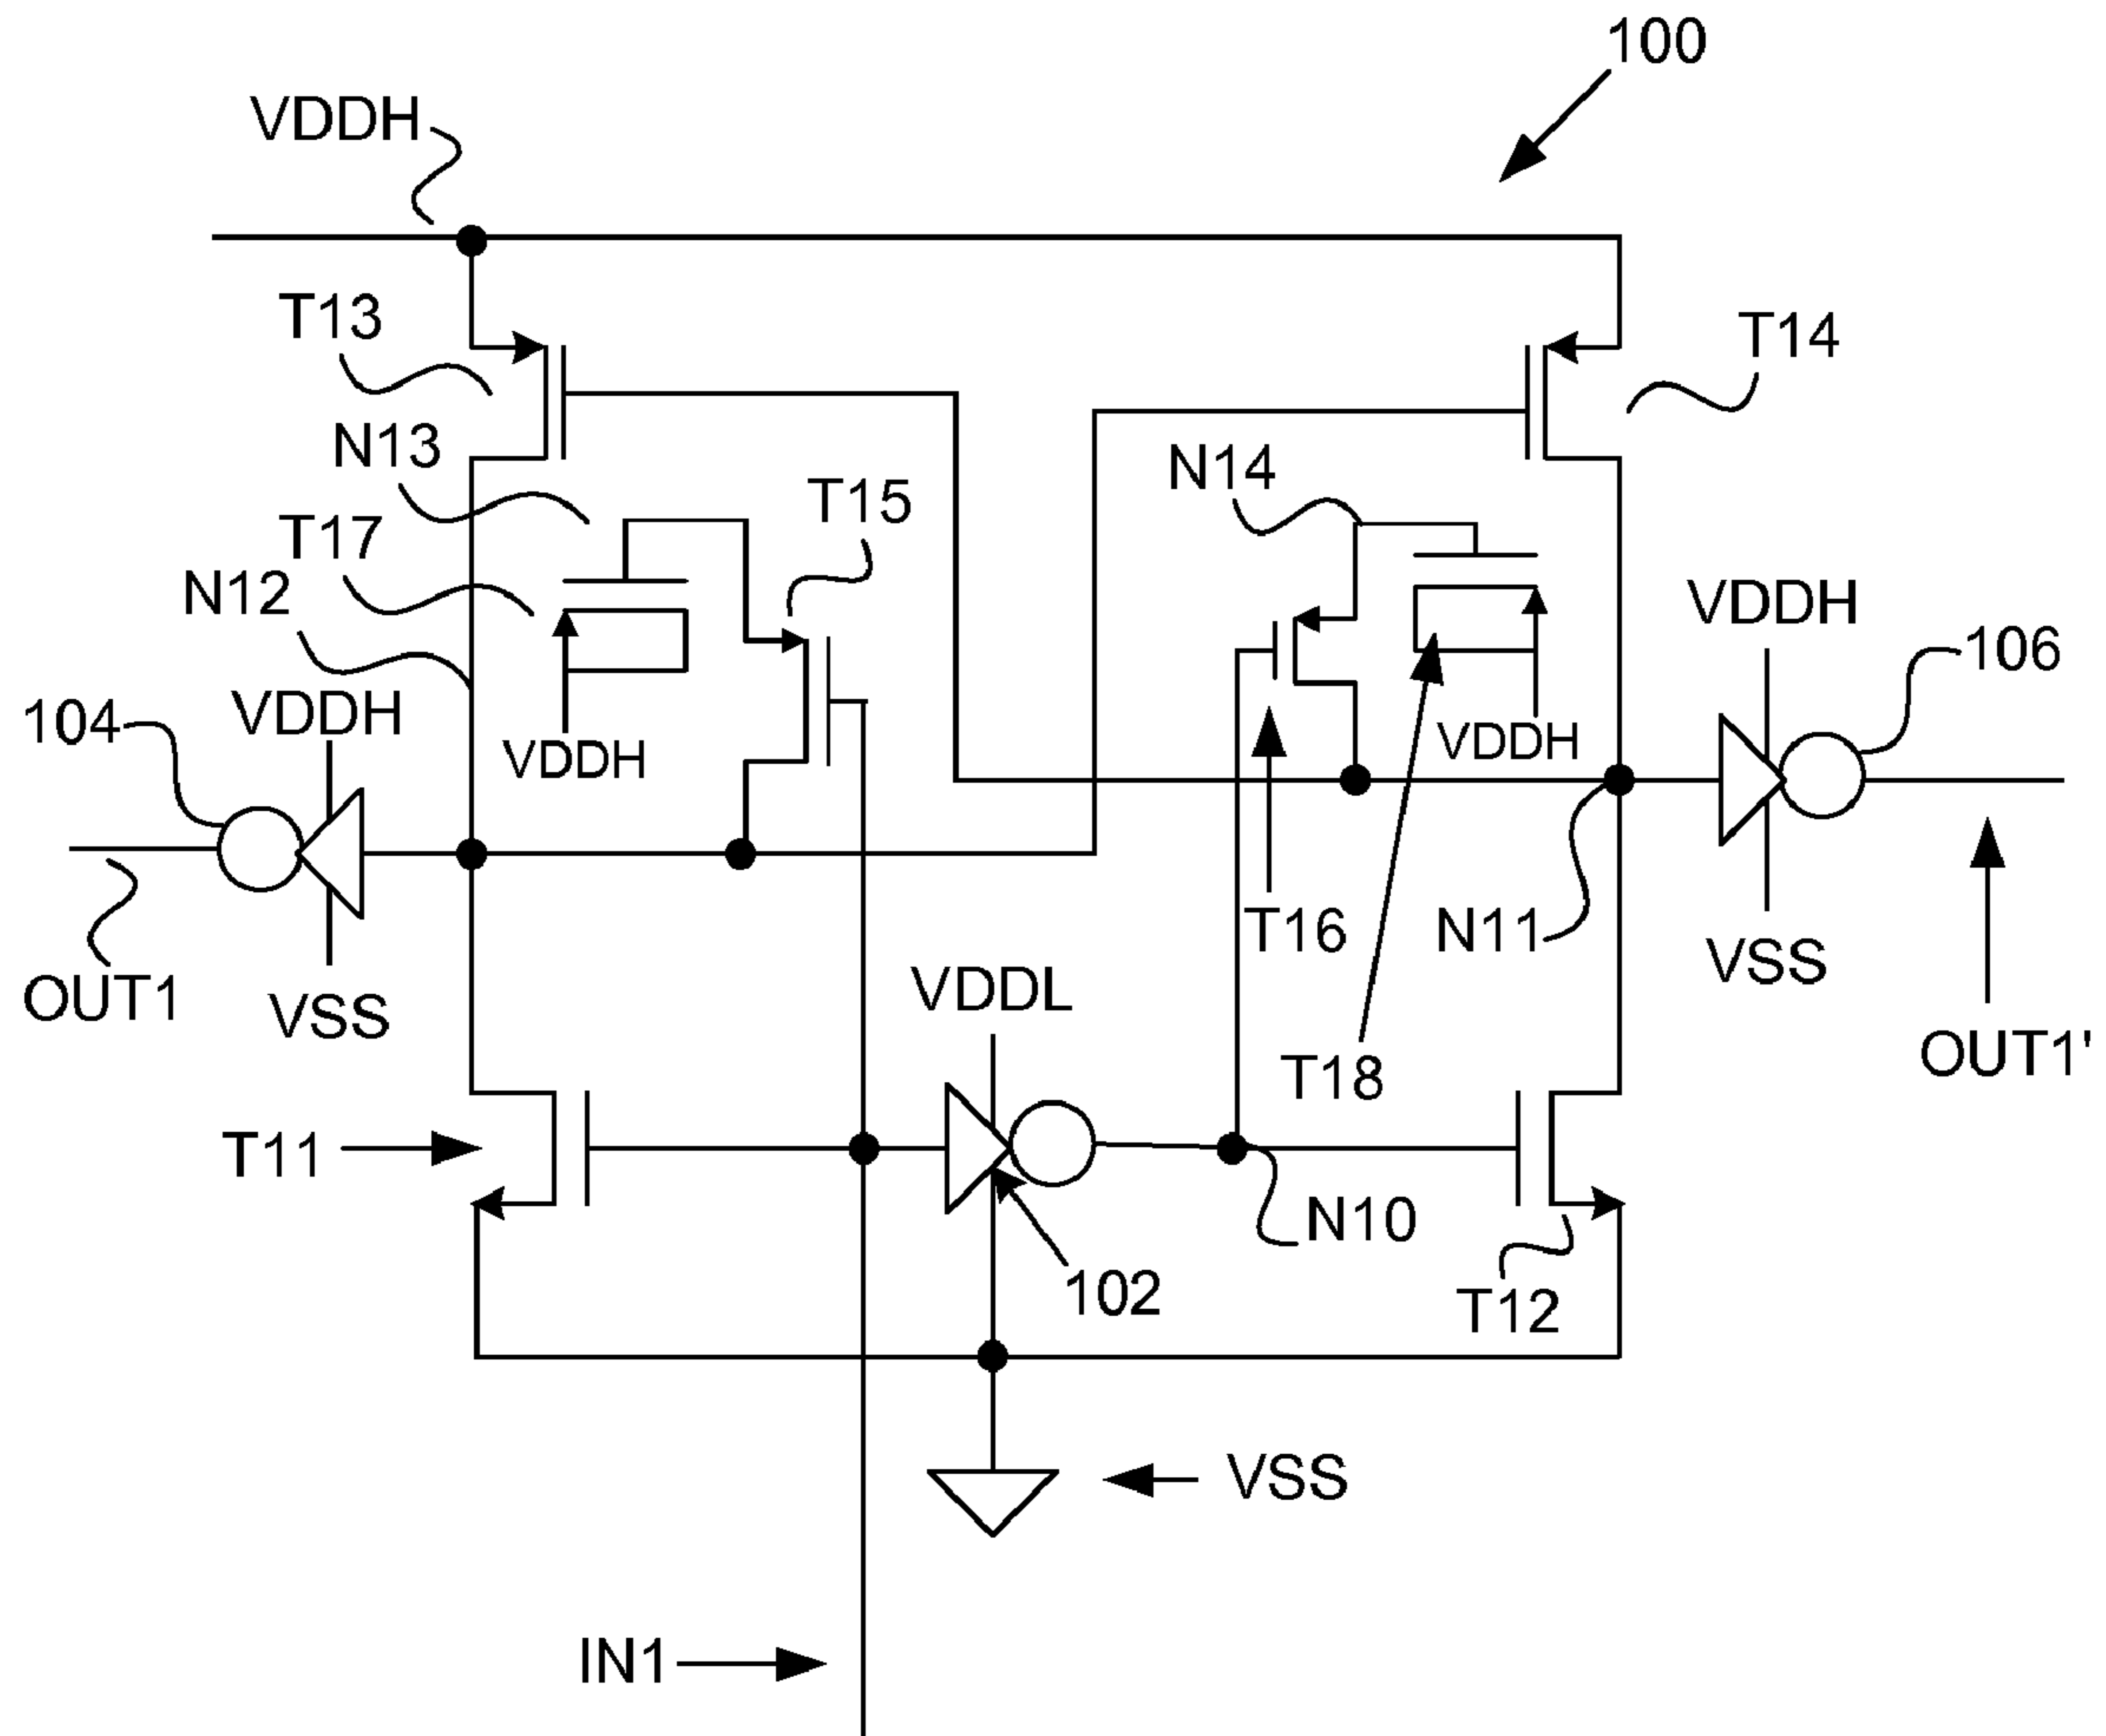 100
VDDH
T13
T14
N13
N14
T15
T17
N12
VDDH
106
104
VDDH
VDDH
VDDH
T16
N11
VSS
VDDL
OUT1
VSS
OUT1'
T18
T11
N10
102
T12
VSS
IN1